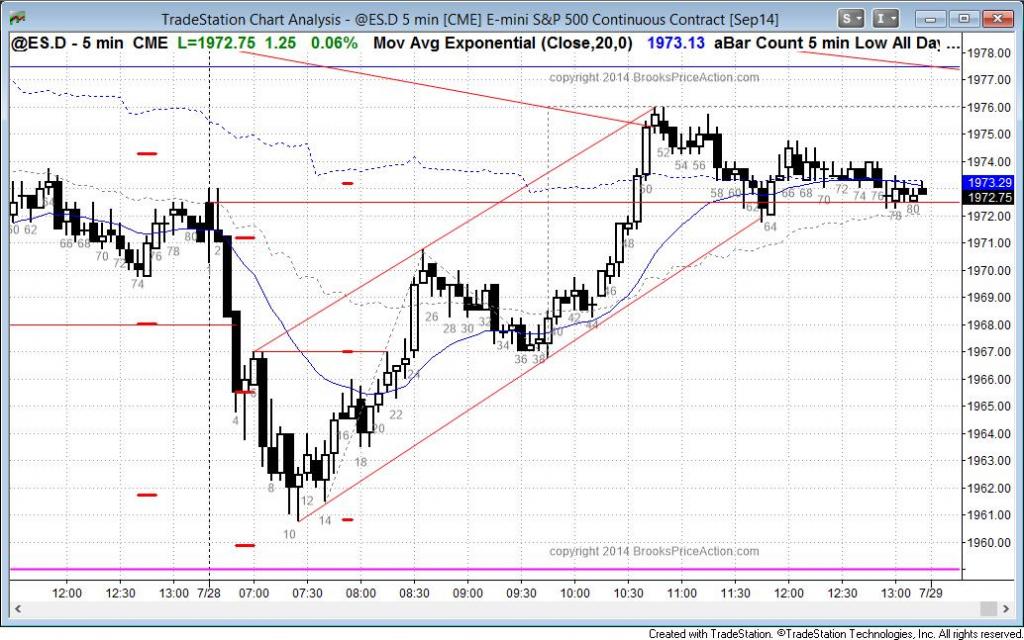 TradeStation Chart Analysis - @ES.D 5 min [CME] E-mini S&P 500 Continuous Contract [Sep14]
S
I
@ES.D - 5 min CME L=1972.75 1.25 0.06% Mov Avg Exponential (Close,20,0) 1973.13 aBar Count 5 min Low All Day ...
copyright 2014 BrooksPriceAction.com
1978.00
1977.00
1976.00
1975.00
1974.00
1973.29
1972.75
1972.00
1971.00
1970.00
1969.00
1968.00
1967.00
1966.00
1965.00
1964.00
1963.00
1962.00
1961.00
1960.00
60 62 66 68 70 72 74 76 78 80
2 4 6 8 10 12 14 16 18 20 22 24 26 28 30 32 34 36 38 40 42 44 46 48 50 52 54 56 58 60 62 64 66 68 70 72 74 76 78 80
copyright 2014 BrooksPriceAction.com
12:00 12:30 13:00 7/28 07:00 07:30 08:00 08:30 09:00 09:30 10:00 10:30 11:00 11:30 12:00 12:30 13:00 7/29
Created with TradeStation. ©TradeStation Technologies, Inc. All rights reserved.